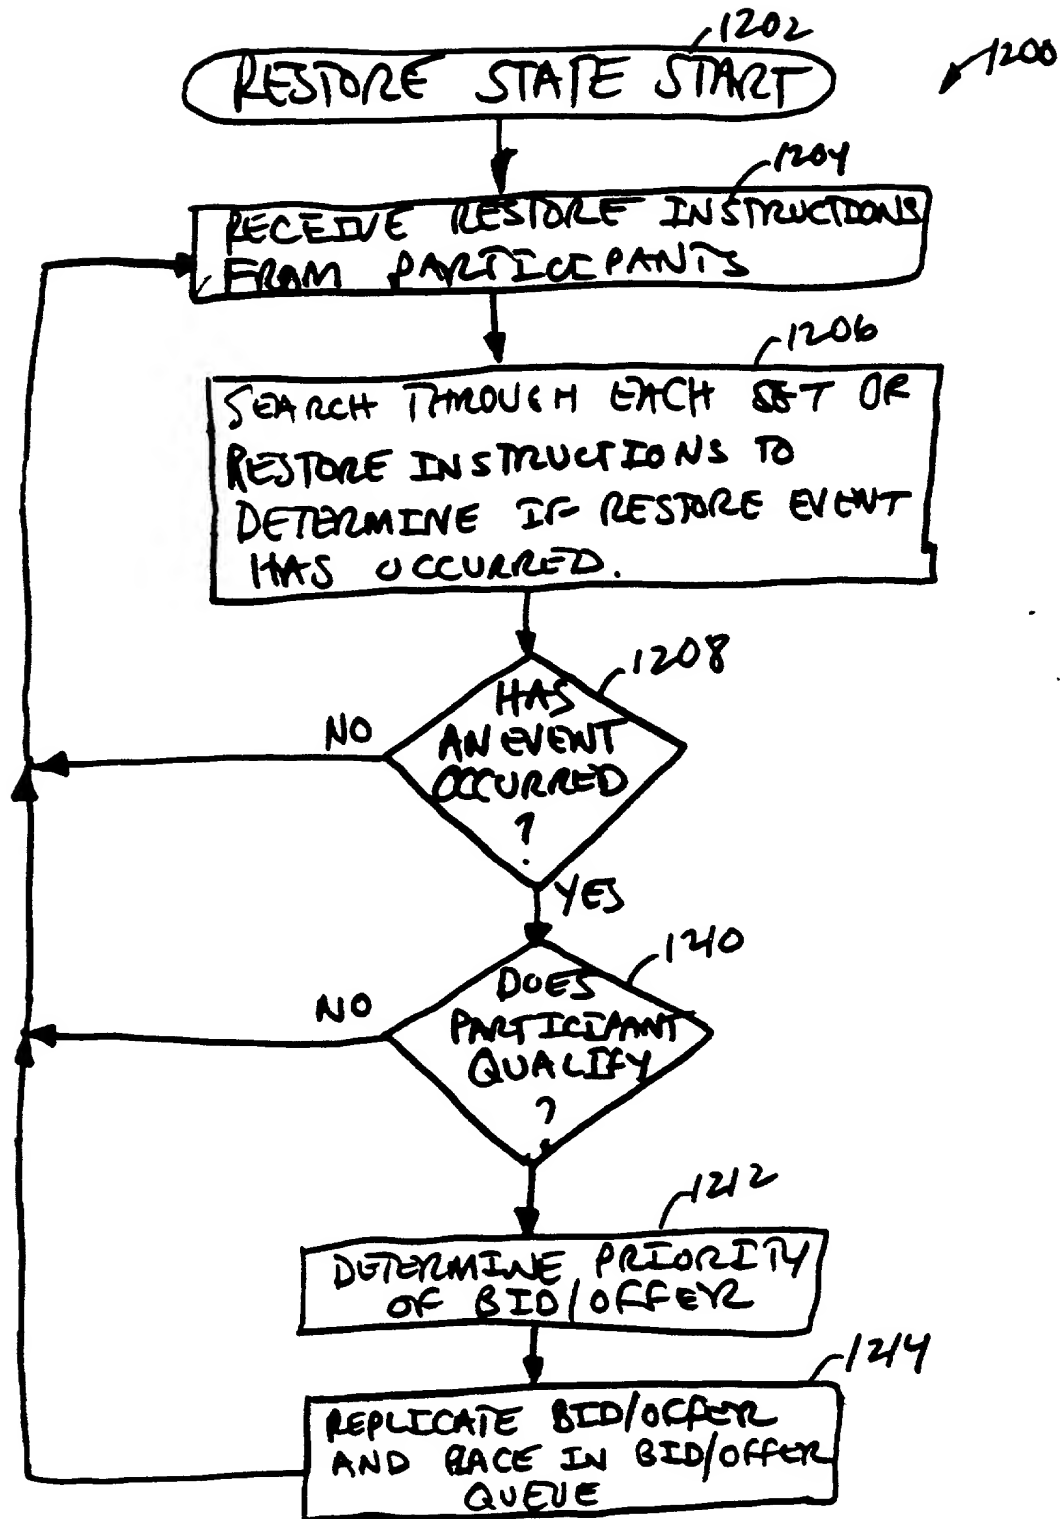 1202
1200
RESTORE STATE START
1204
RECEIVE RESTORE INSTRUCTIONS
FROM PARTICIPANTS
1206
SEARCH THROUGH EACH SET OR
RESTORE INSTRUCTIONS TO
DETERMINE IF RESTORE EVENT
HAS OCCURRED.
1208
HAS
AN EVENT
OCCURRED
?
NO
YES
1210
DOES
PARTICIPANT
QUALIFY
?
NO
1212
DETERMINE PRIORITY
OF BID/OFFER
1214
REPLICATE BID/OFFER
AND PLACE IN BID/OFFER
QUEUE